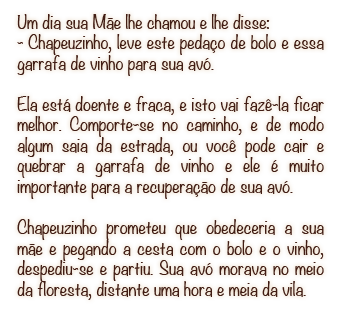 Um dia sua Mãe lhe chamou e lhe disse:
- Chapeuzinho, leve este pedaço de bolo e essa
garrafa de vinho para sua avó.
Ela está doente e fraca, e isto vai fazê-la ficar
melhor. Comporte-se no caminho, e de modo
algum saia da estrada, ou você pode cair e
quebrar a garrafa de vinho e ele é muito
importante para a recuperação de sua avó.
Chapeuzinho prometeu que obedeceria a sua
mãe e pegando a cesta com o bolo e o vinho,
despediu-se e partiu. Sua avó morava no meio
da floresta, distante uma hora e meia da vila.